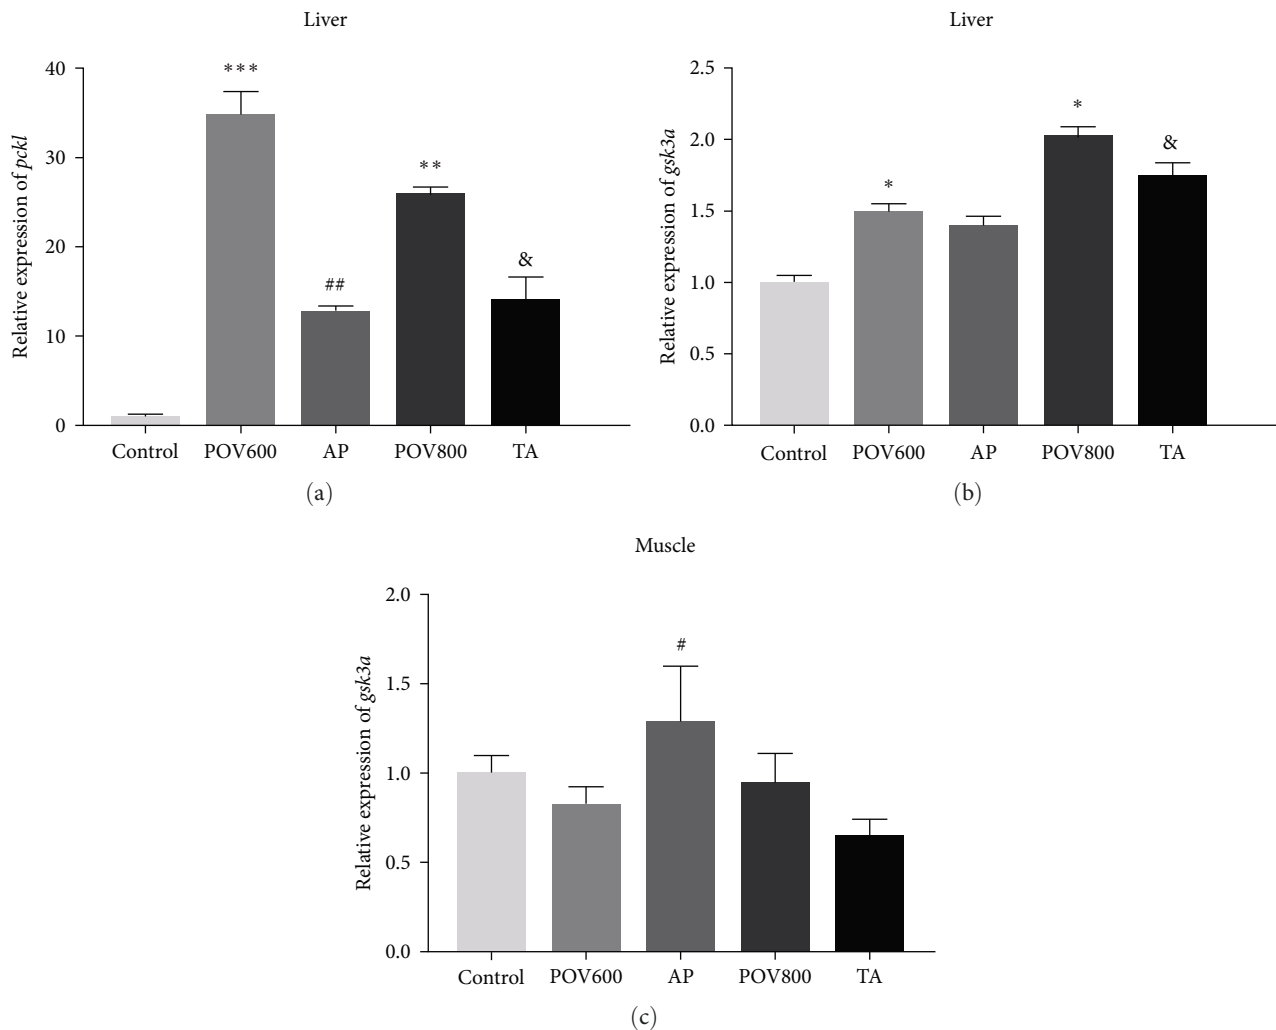 Liver
Relative expression of pckl
40
30
20
10
0
***
##
**
&
Control POV600 AP POV800 TA
(a)
Liver
Relative expression of gsk3a
2.5
2.0
1.5
1.0
0.5
0.0
*
*
&
Control POV600 AP POV800 TA
(b)
Muscle
Relative expression of gsk3a
2.0
1.5
1.0
0.5
0.0
#
Control POV600 AP POV800 TA
(c)